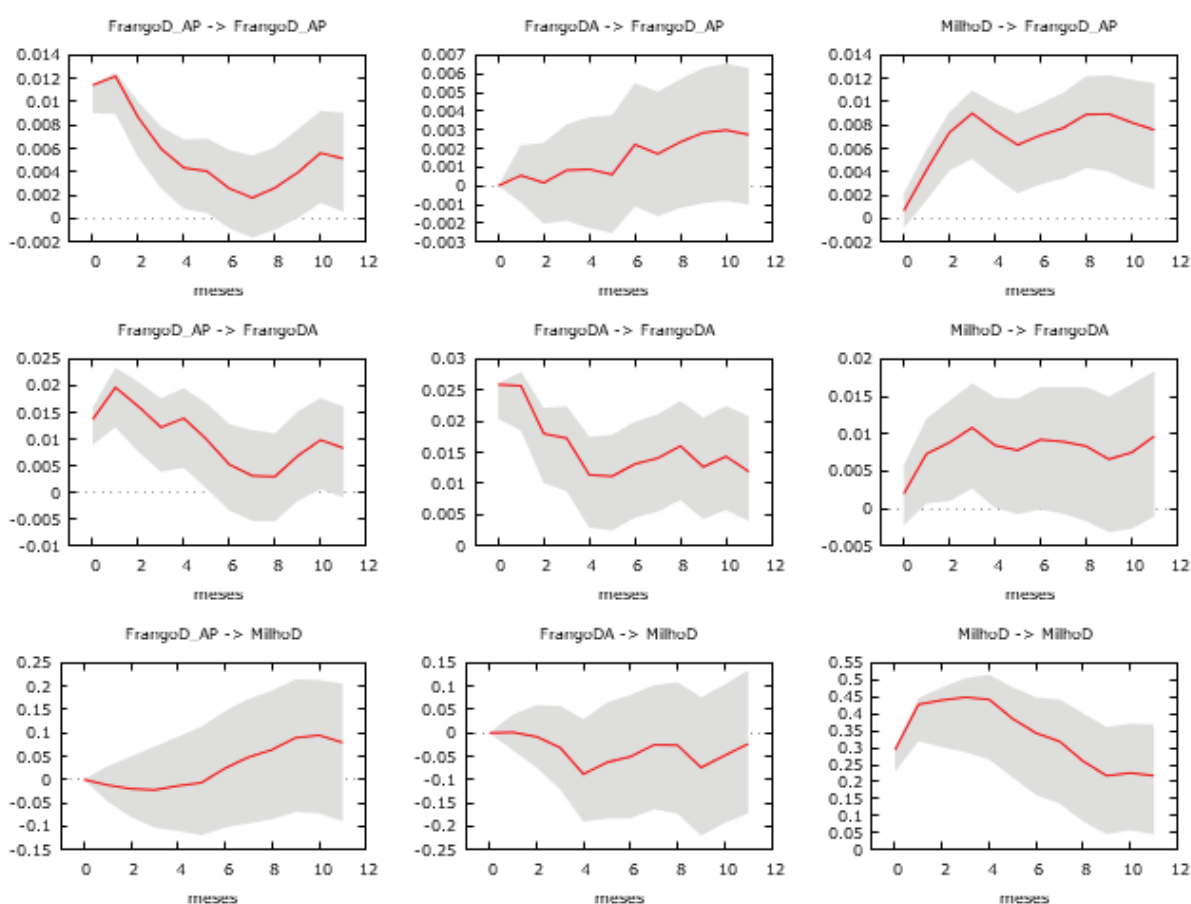 FrangoD_AP -> FrangoD_AP
0.014
0.012
0.01
0.008
0.006
0.004
0.002
0
-0.002
0 2 4 6 8 10 12
meses
FrangoDA -> FrangoD_AP
0.007
0.006
0.005
0.004
0.003
0.002
0.001
0
-0.001
-0.002
-0.003
0 2 4 6 8 10 12
meses
MilhoD -> FrangoD_AP
0.014
0.012
0.01
0.008
0.006
0.004
0.002
0
-0.002
0 2 4 6 8 10 12
meses
FrangoD_AP -> FrangoDA
0.025
0.02
0.015
0.01
0.005
0
-0.005
-0.01
0 2 4 6 8 10 12
meses
FrangoDA -> FrangoDA
0.03
0.025
0.02
0.015
0.01
0.005
0
0 2 4 6 8 10 12
meses
MilhoD -> FrangoDA
0.02
0.015
0.01
0.005
0
-0.005
0 2 4 6 8 10 12
meses
FrangoD_AP -> MilhoD
0.25
0.2
0.15
0.1
0.05
0
-0.05
-0.1
-0.15
0 2 4 6 8 10 12
meses
FrangoDA -> MilhoD
0.15
0.1
0.05
0
-0.05
-0.1
-0.15
-0.2
-0.25
0 2 4 6 8 10 12
meses
MilhoD -> MilhoD
0.55
0.5
0.45
0.4
0.35
0.3
0.25
0.2
0.15
0.1
0.05
0
0 2 4 6 8 10 12
meses